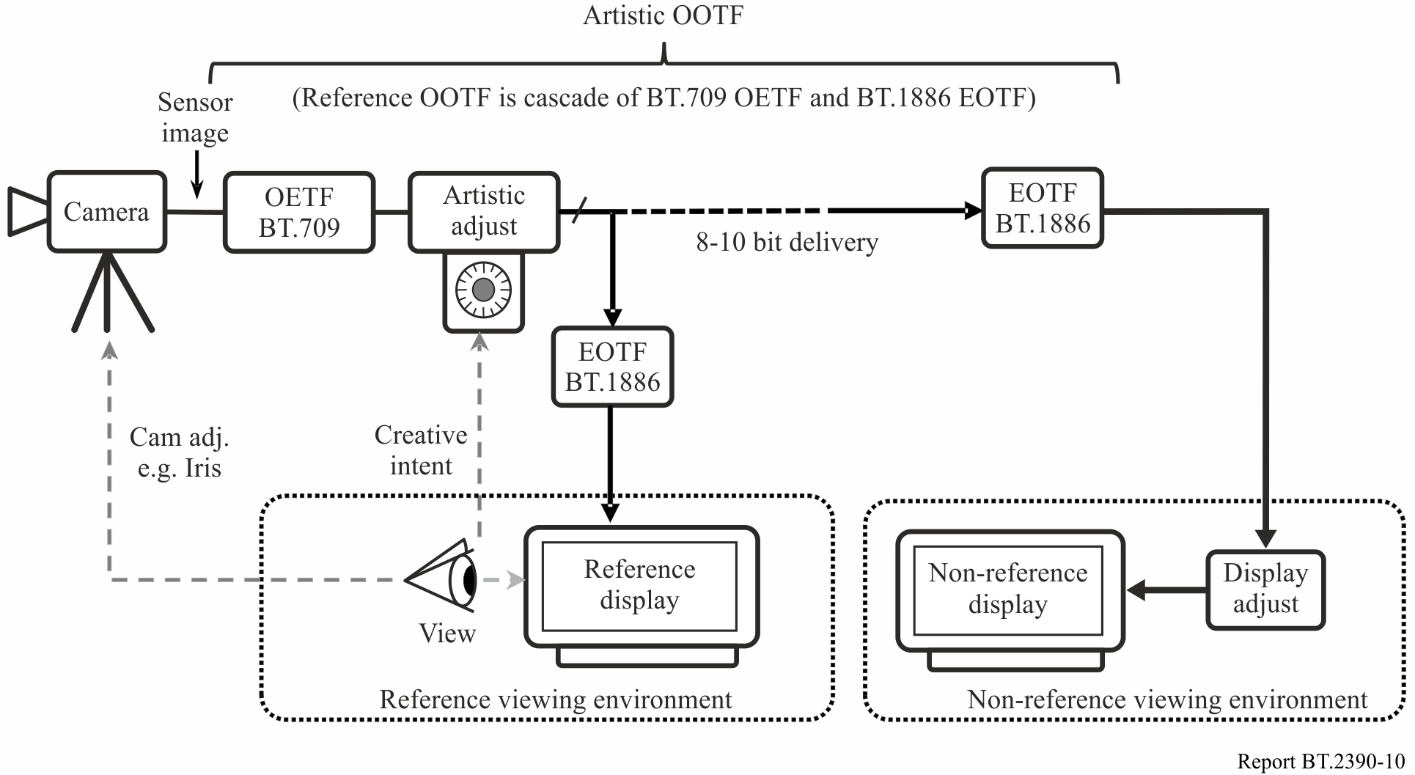 Artistic OOTF
(Reference OOTF is cascade of BT.709 OETF and BT.1886 EOTF)
Sensor
image
Camera
OETF
BT.709
Artistic
adjust
8-10 bit delivery
EOTF
BT.1886
EOTF
BT.1886
Cam adj.
e.g. Iris
Creative
intent
View
Reference
display
Reference viewing environment
Non-reference
display
Display
adjust
Non-reference viewing environment
Report BT.2390-10